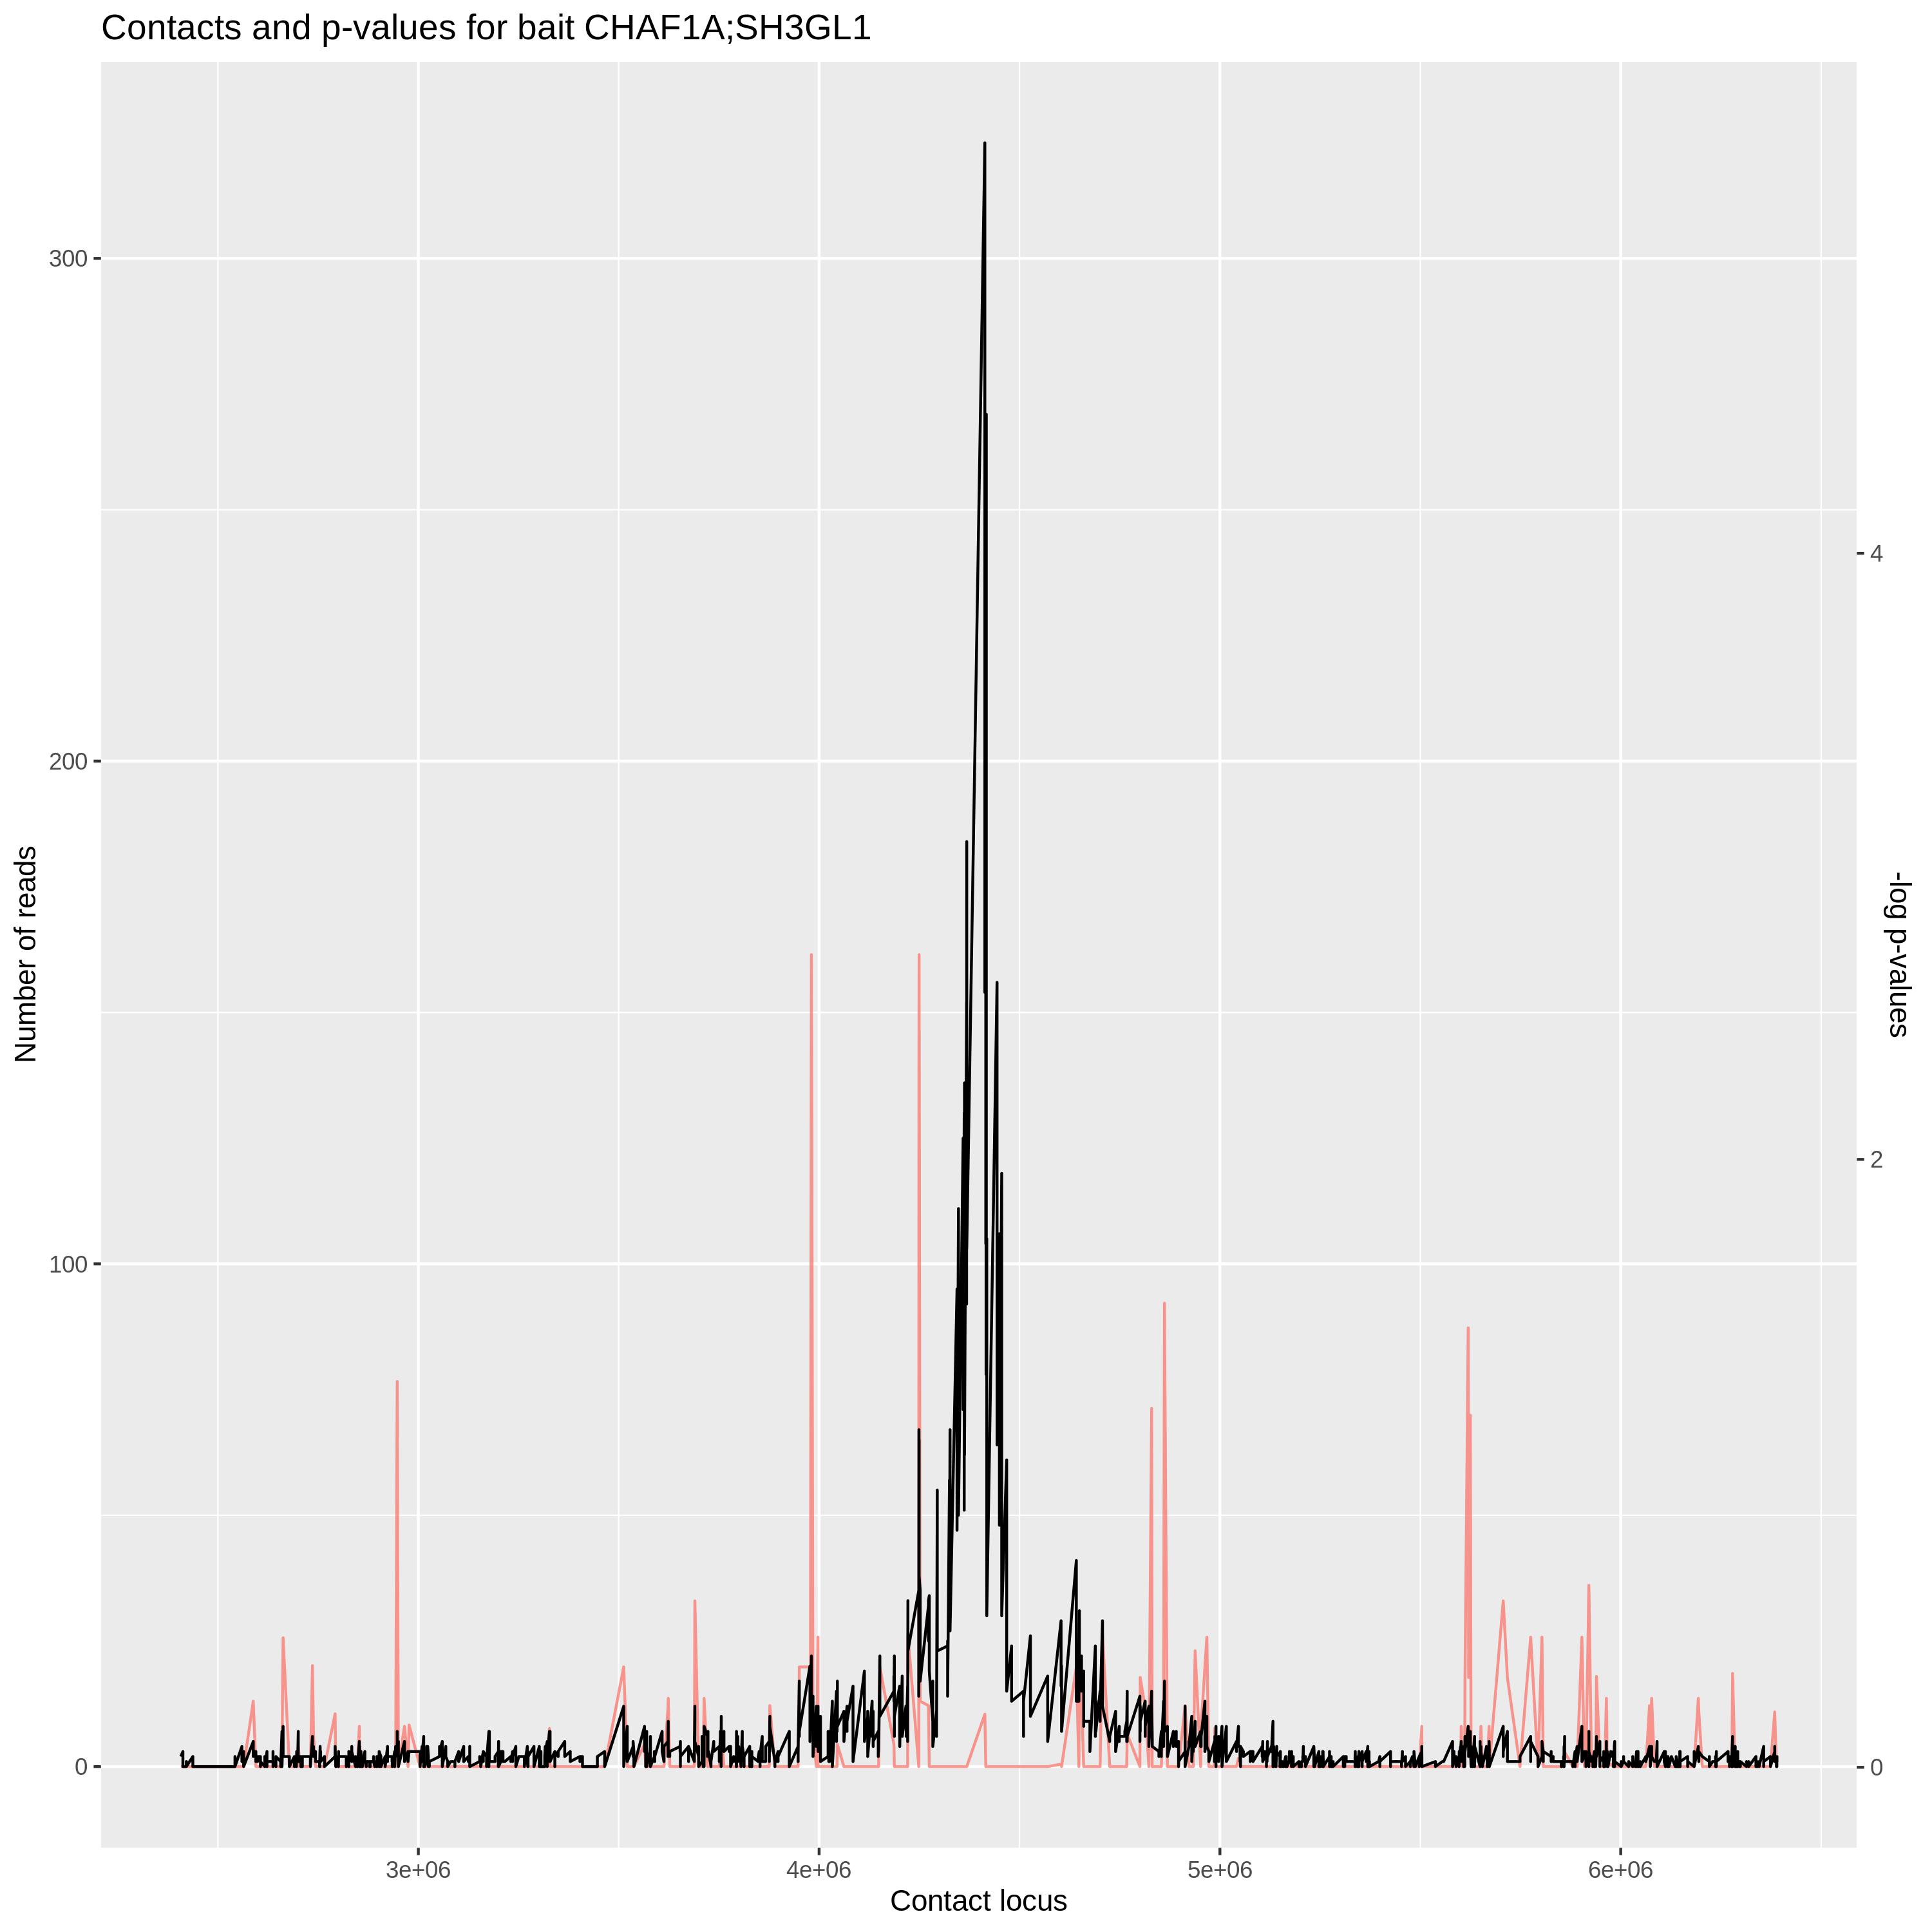 Contacts and p-values for bait CHAF1A;SH3GL1
300
200
100
0
Number of reads
4
2
0
-log p-values
3e+06
4e+06
5e+06
6e+06
Contact locus